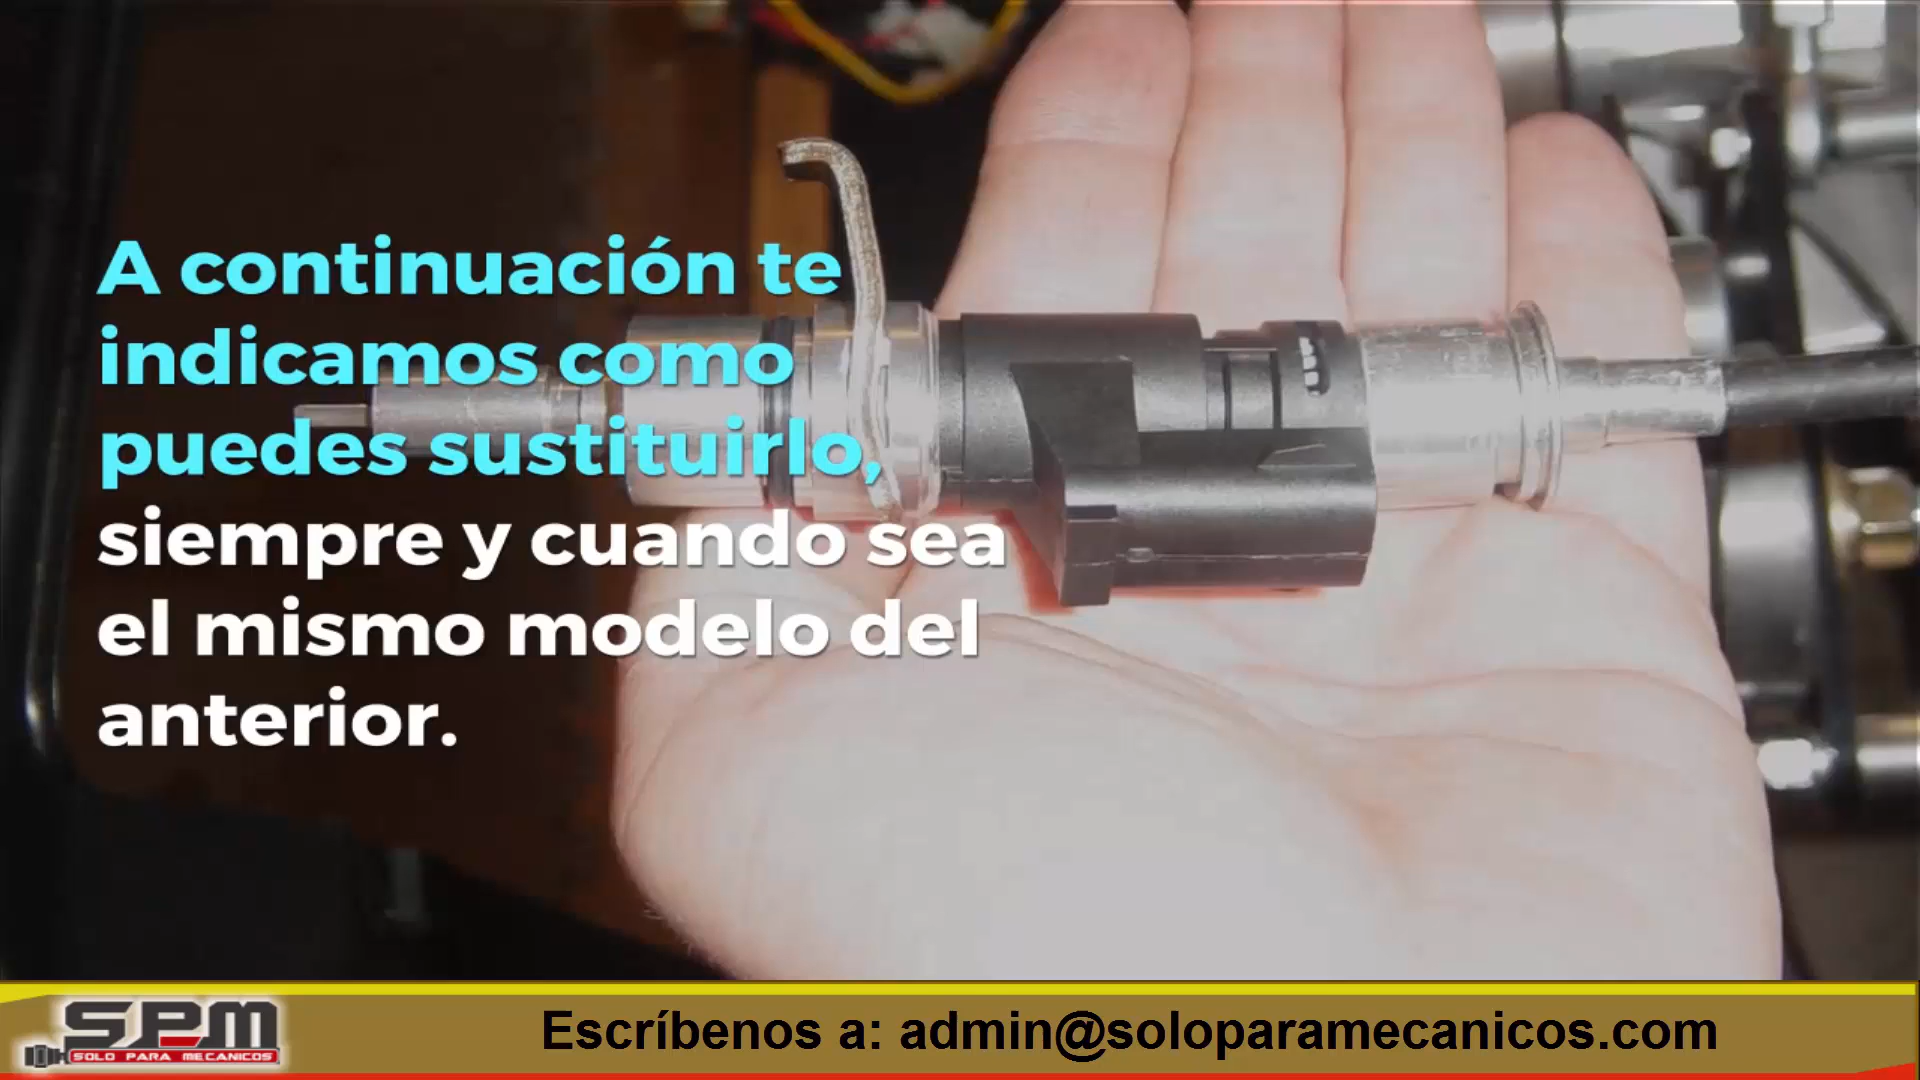 A continuación te
indicamos como
puedes sustituirlo,
siempre y cuando sea
el mismo modelo del
anterior.
SPM
SOLO PARA MECANICOS
Escríbenos a: admin@soloparamecanicos.com